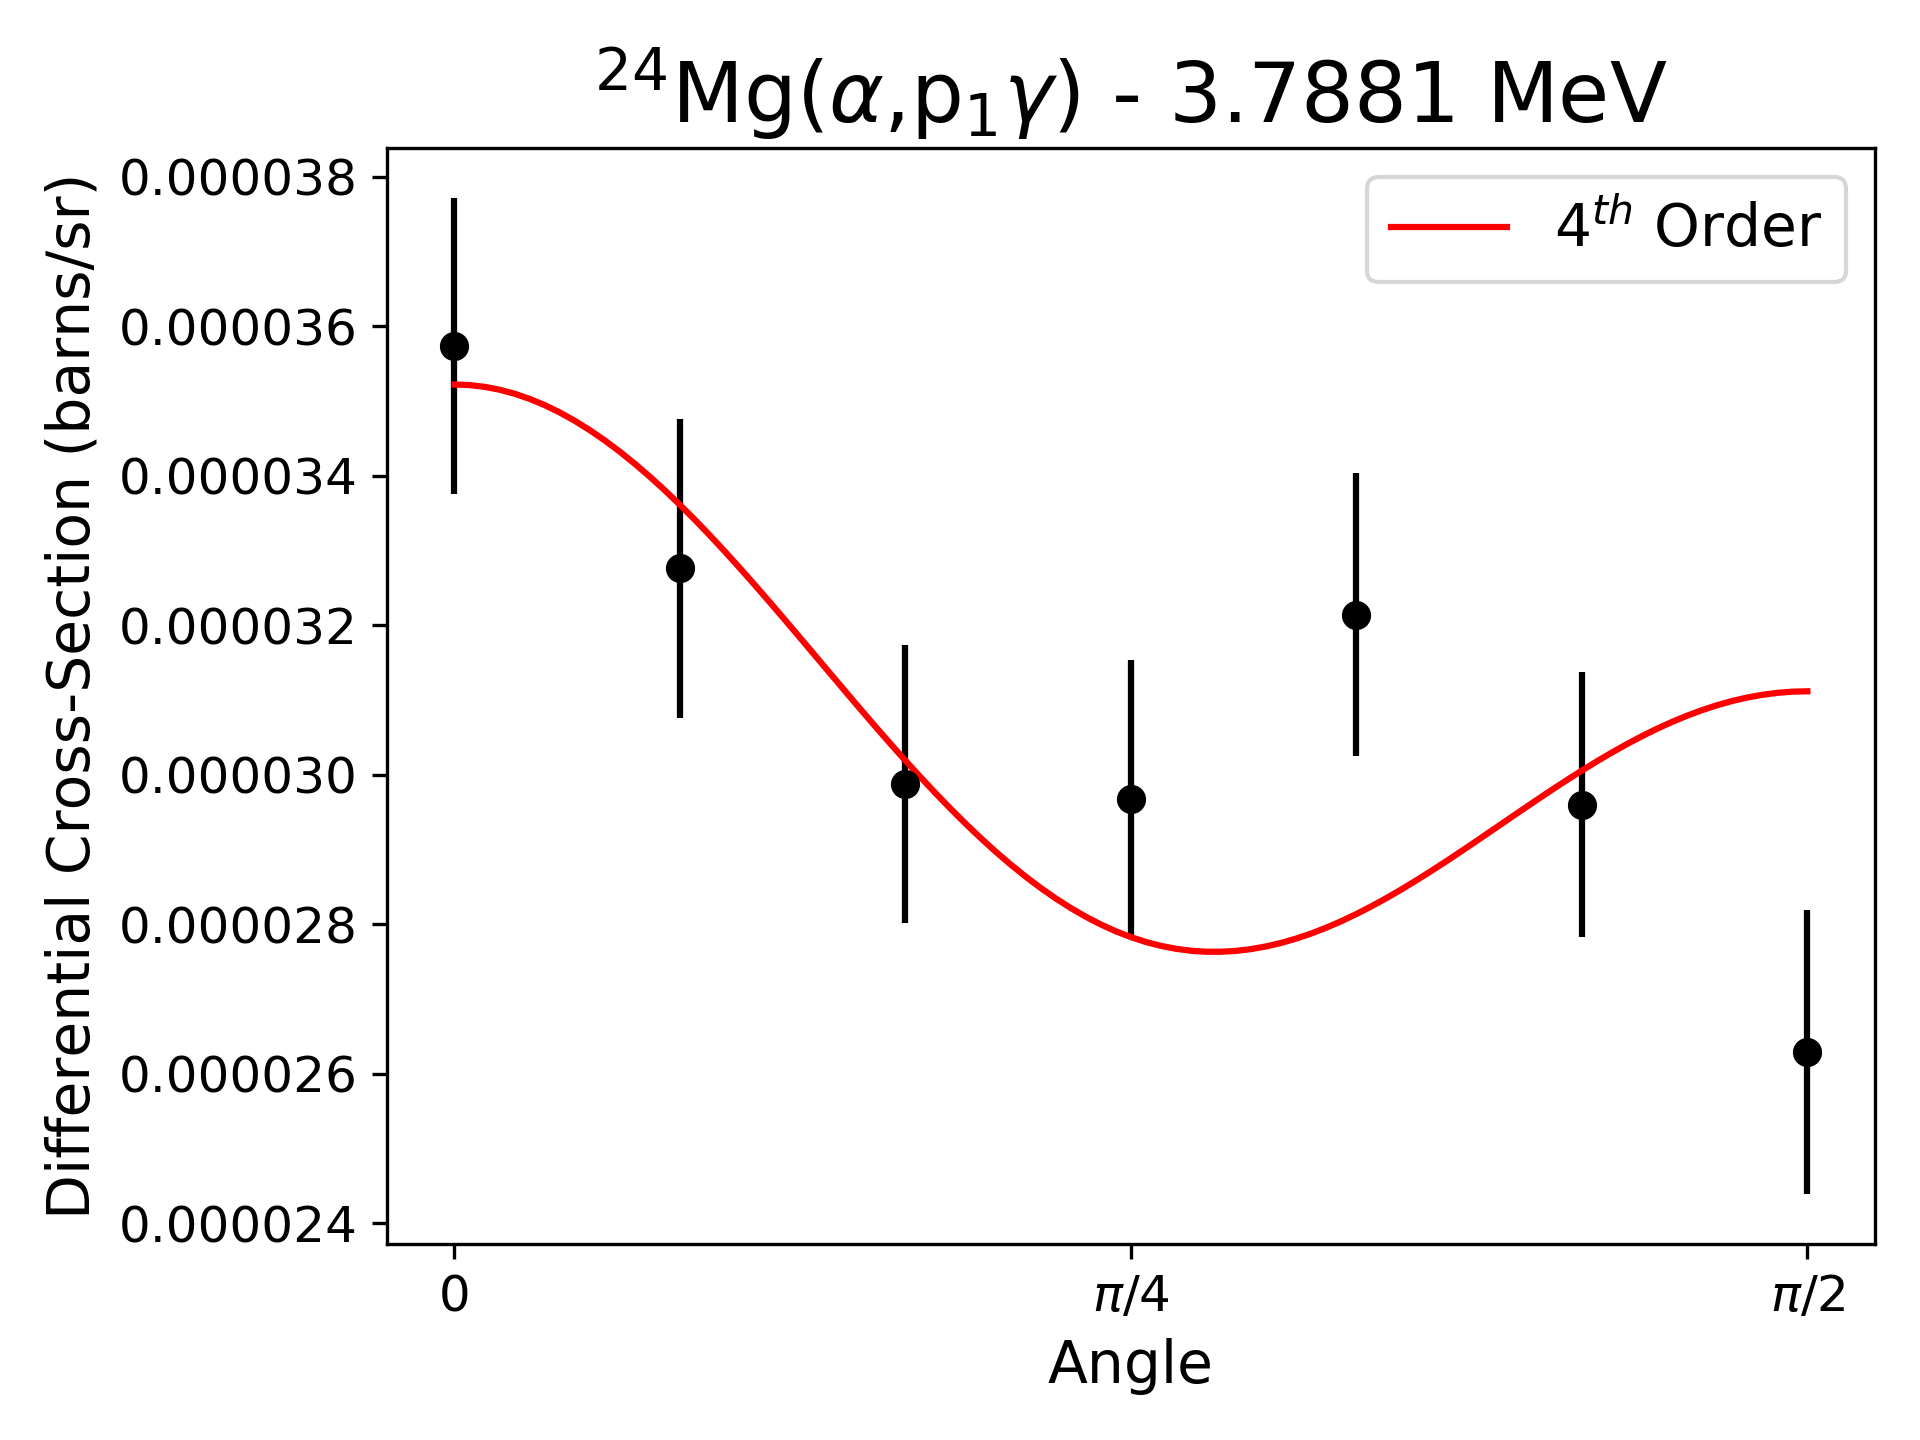 ²⁴Mg(α,p₁γ) - 3.7881 MeV
4ᵗʰ Order
Differential Cross-Section (barns/sr)
0.000038
0.000036
0.000034
0.000032
0.000030
0.000028
0.000026
0.000024
0 π/4 π/2
Angle